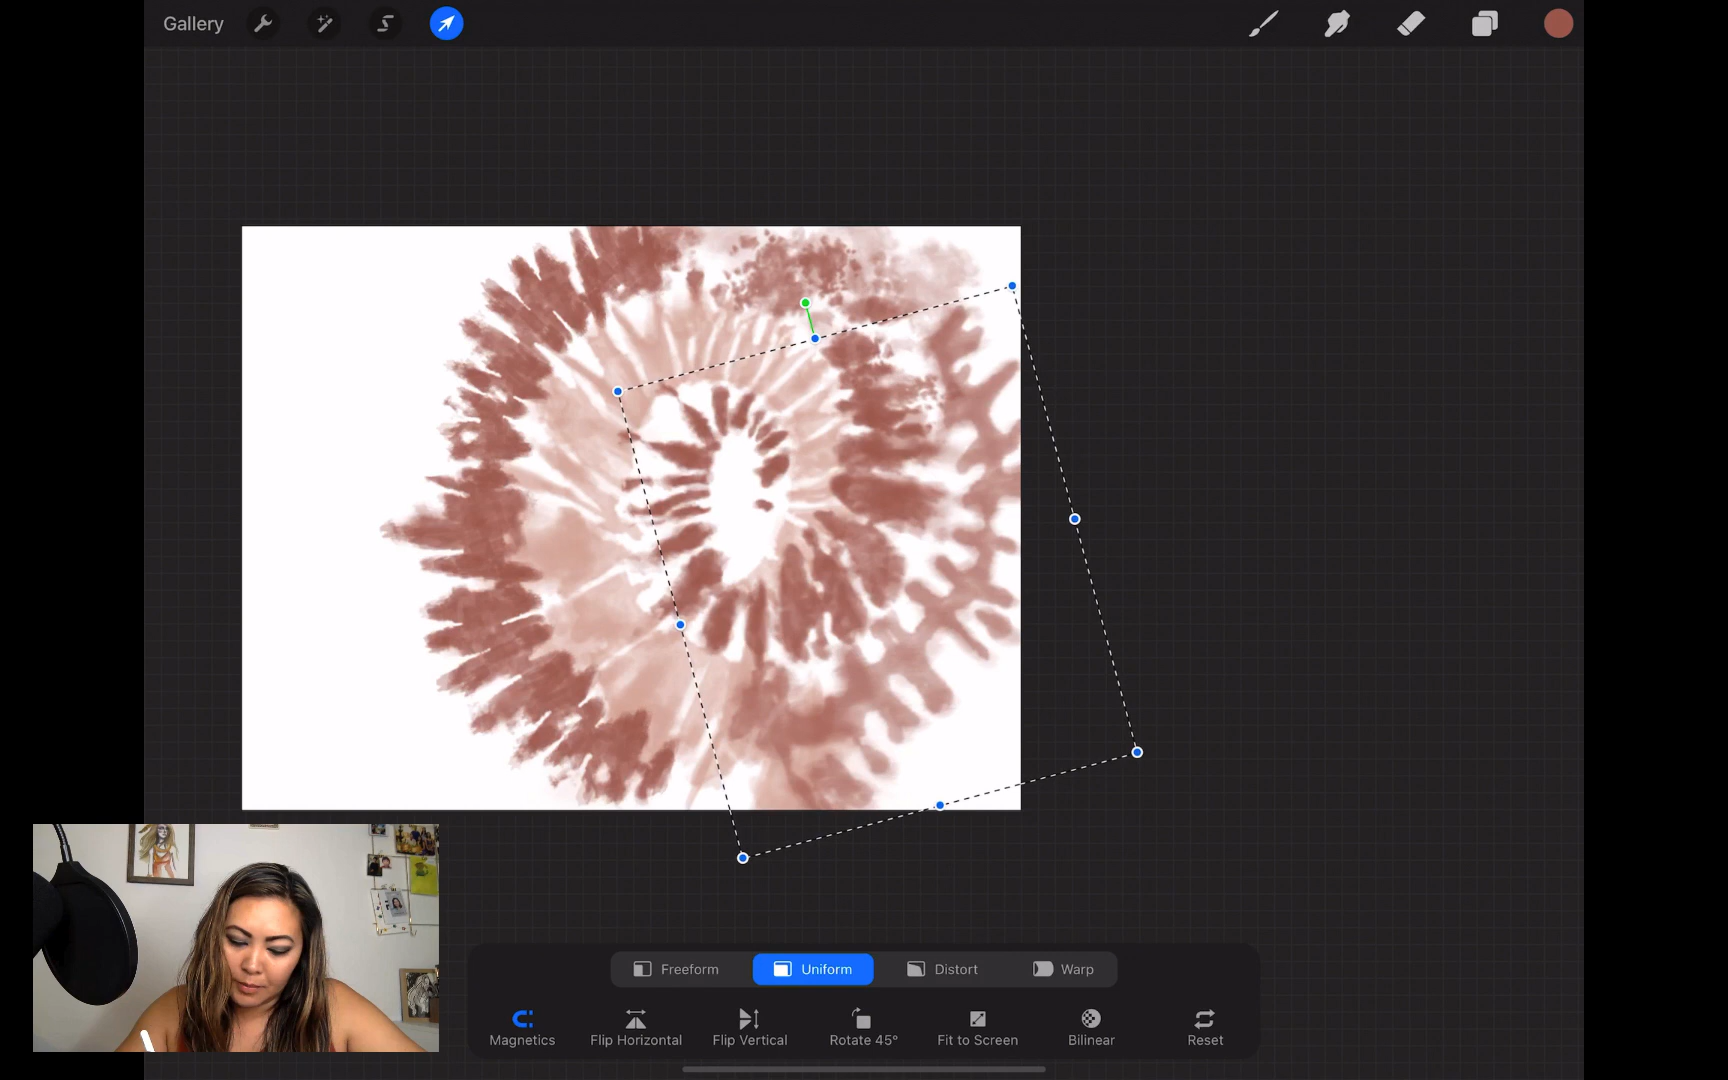 Gallery
Freeform Uniform Distort Warp
Magnetics Flip Horizontal Flip Vertical Rotate 45° Fit to Screen Bilinear Reset